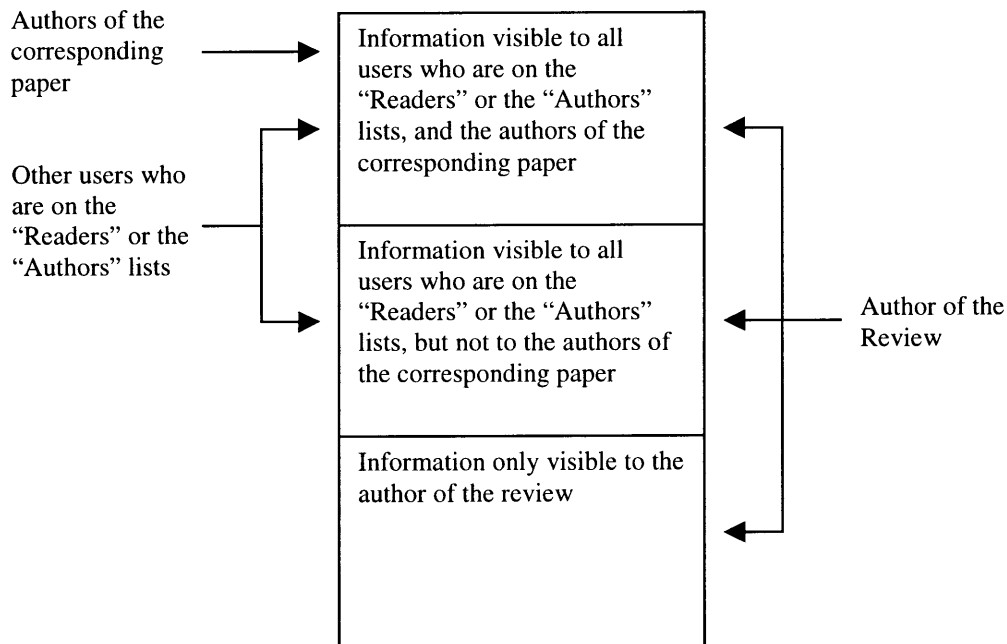 Authors of the
corresponding
paper
Other users who
are on the
“Readers” or the
“Authors” lists
Information visible to all
users who are on the
“Readers” or the “Authors”
lists, and the authors of the
corresponding paper
Information visible to all
users who are on the
“Readers” or the “Authors”
lists, but not to the authors of
the corresponding paper
Information only visible to the
author of the review
Author of the
Review